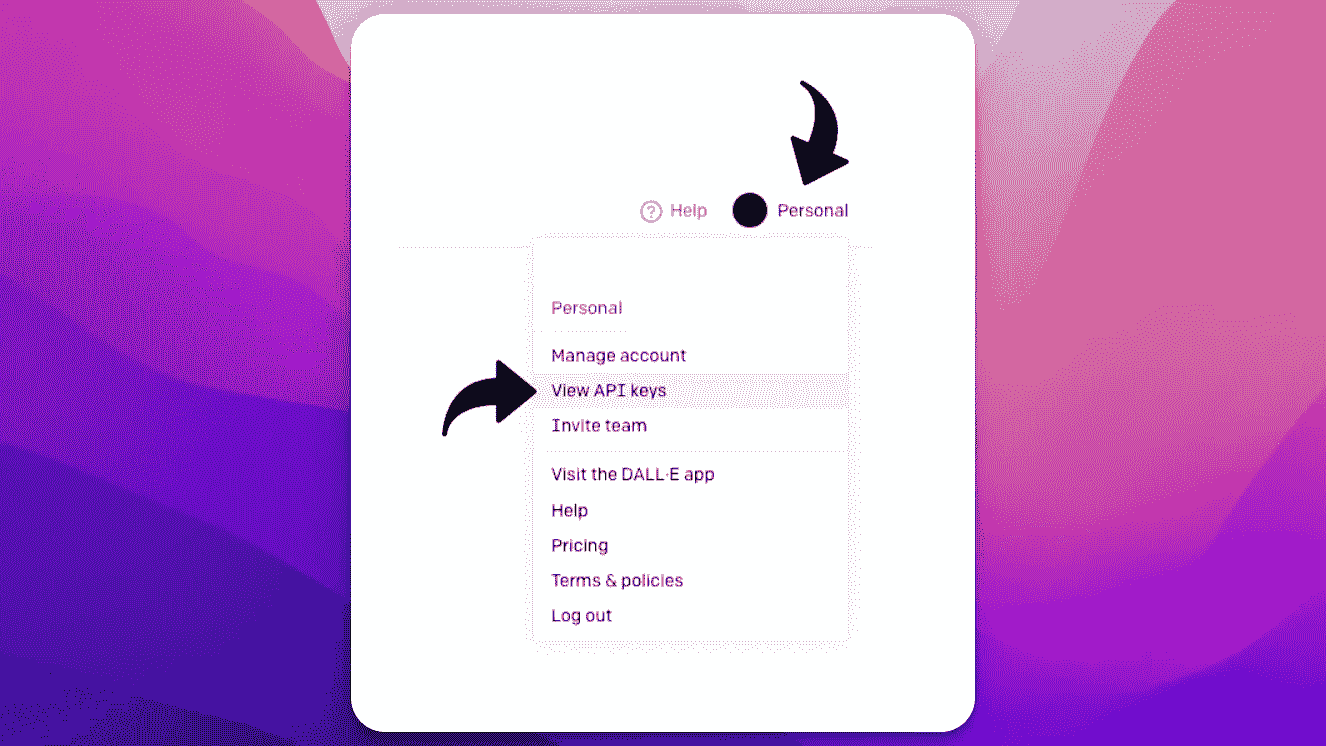 Help Personal
Personal
Manage account
View API keys
Invite team
Visit the DALL·E app
Help
Pricing
Terms & policies
Log out